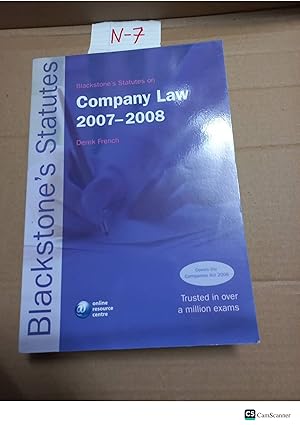 N-7
Blackstone's Statutes
Blackstone's Statutes on
Company Law
2007-2008
Derek French
Covers the
Companies Act 2006
Trusted in over
a million exams
online
resource
centre
CS CamScanner